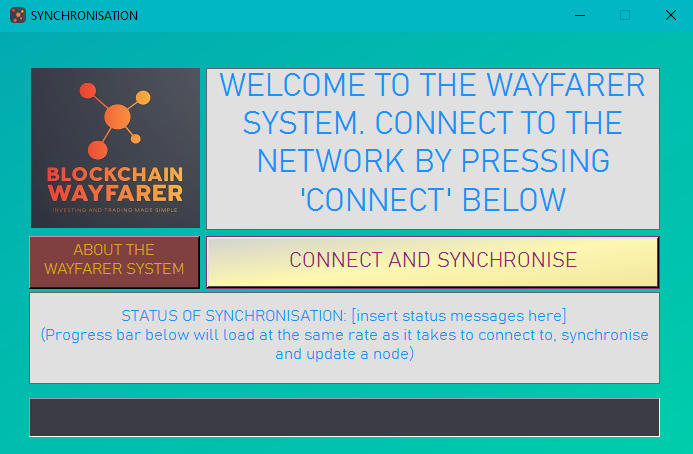 SYNCHRONISATION
BLOCKCHAIN
WAYFARER
INVESTING AND TRADING MADE SIMPLE
WELCOME TO THE WAYFARER
SYSTEM. CONNECT TO THE
NETWORK BY PRESSING
'CONNECT' BELOW
ABOUT THE
WAYFARER SYSTEM
CONNECT AND SYNCHRONISE
STATUS OF SYNCHRONISATION: [insert status messages here]
(Progress bar below will load at the same rate as it takes to connect to, synchronise
and update a node)